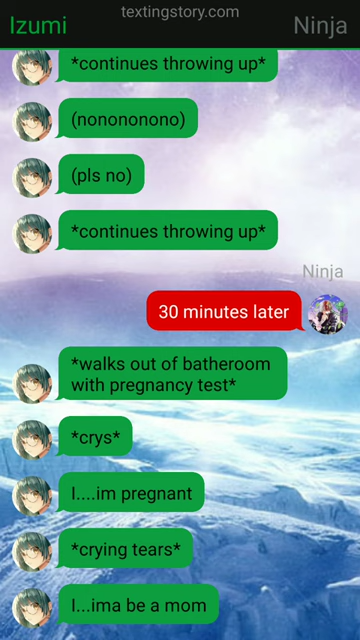 textingstory.com
Izumi
Ninja
*continues throwing up*
(nonononono)
(pls no)
*continues throwing up*
Ninja
30 minutes later
*walks out of batheroom
with pregnancy test*
*crys*
I....im pregnant
*crying tears*
I...ima be a mom